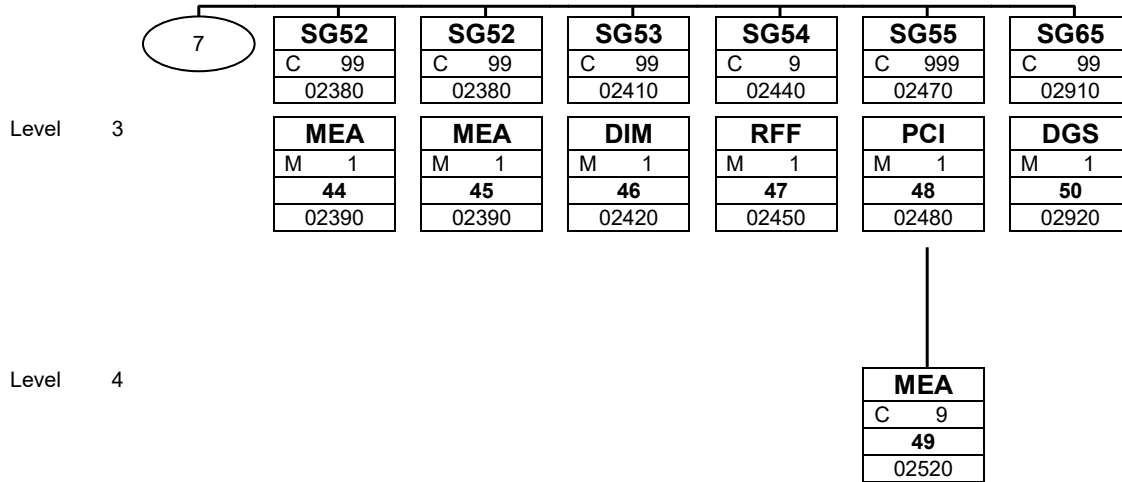 7
SG52 SG52 SG53 SG54 SG55 SG65
C 99 C 99 C 99 C 9 C 999 C 99
02380 02380 02410 02440 02470 02910
Level 3
MEA MEA DIM RFF PCI DGS
M 1 M 1 M 1 M 1 M 1 M 1
44 45 46 47 48 50
02390 02390 02420 02450 02480 02920
Level 4
MEA
C 9
49
02520